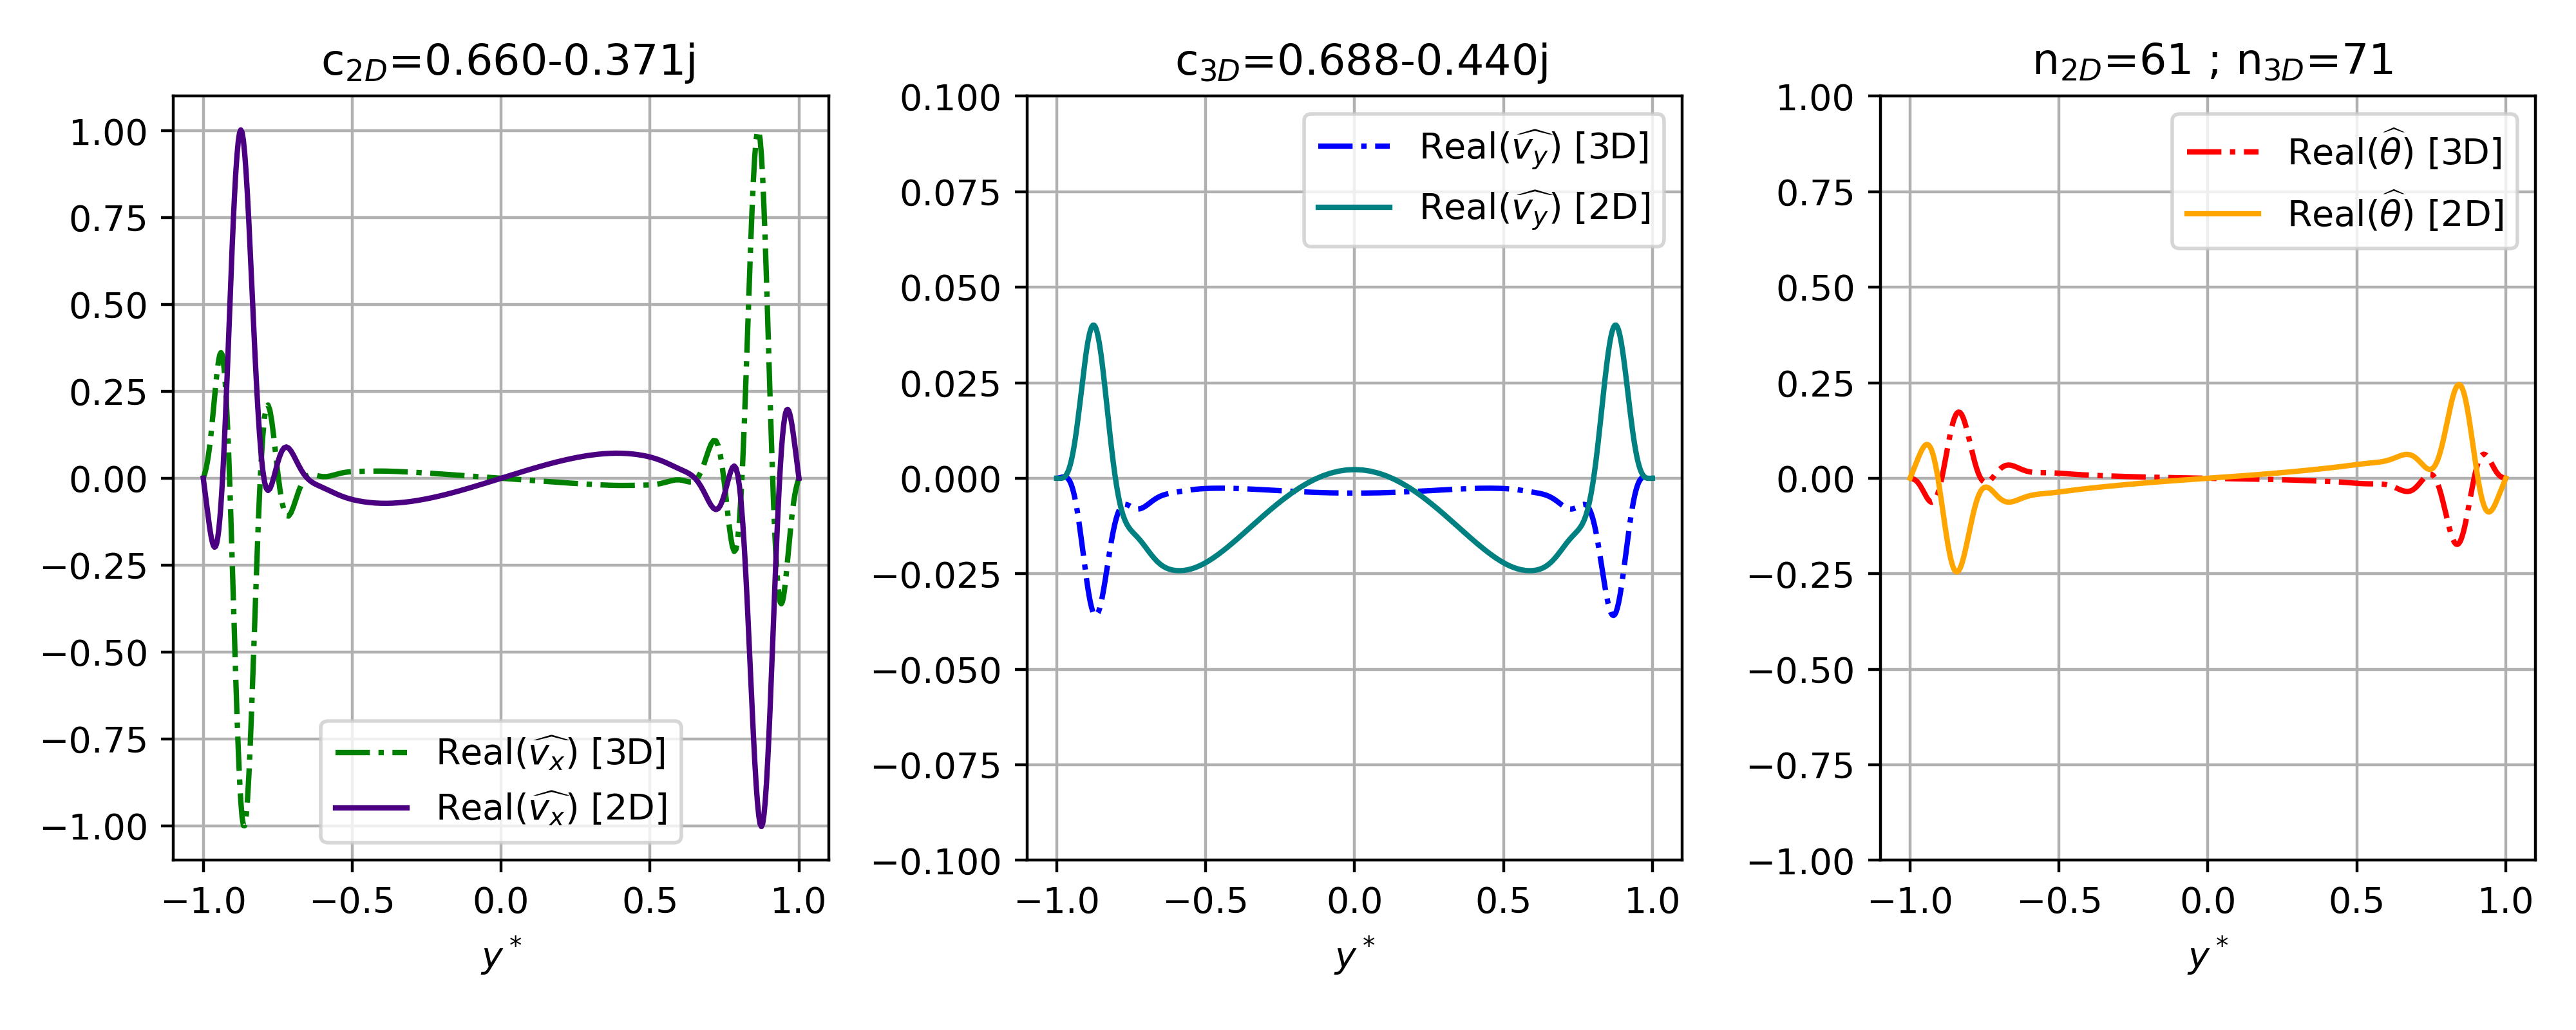 c₂D=0.660-0.371j
1.00
0.75
0.50
0.25
0.00
−0.25
−0.50
−0.75
−1.00
Real(v̂ₓ) [3D]
Real(v̂ₓ) [2D]
−1.0 −0.5 0.0 0.5 1.0
y*
c₃D=0.688-0.440j
0.100
0.075
0.050
0.025
0.000
−0.025
−0.050
−0.075
−0.100
Real(v̂_y) [3D]
Real(v̂_y) [2D]
−1.0 −0.5 0.0 0.5 1.0
y*
n₂D=61 ; n₃D=71
1.00
0.75
0.50
0.25
0.00
−0.25
−0.50
−0.75
−1.00
Real(θ̂) [3D]
Real(θ̂) [2D]
−1.0 −0.5 0.0 0.5 1.0
y*